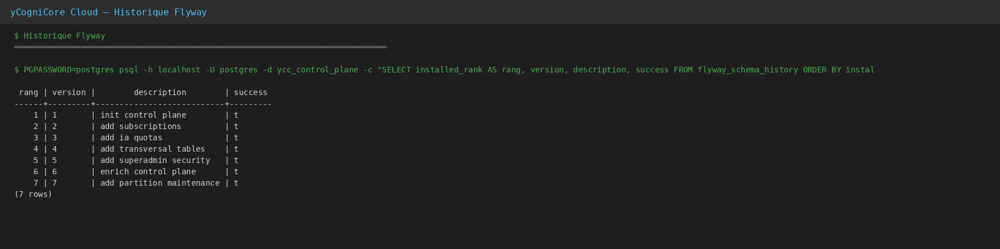 yCogniCore Cloud — Historique Flyway
$ Historique Flyway
══════════════════════════════════════════════════════════════════════════════
$ PGPASSWORD=postgres psql -h localhost -U postgres -d ycc_control_plane -c "SELECT installed_rank AS rang, version, description, success FROM flyway_schema_history ORDER BY instal
 rang | version |        description        | success
------+---------+---------------------------+---------
    1 | 1       | init control plane        | t
    2 | 2       | add subscriptions         | t
    3 | 3       | add ia quotas             | t
    4 | 4       | add transversal tables    | t
    5 | 5       | add superadmin security   | t
    6 | 6       | enrich control plane      | t
    7 | 7       | add partition maintenance | t
(7 rows)